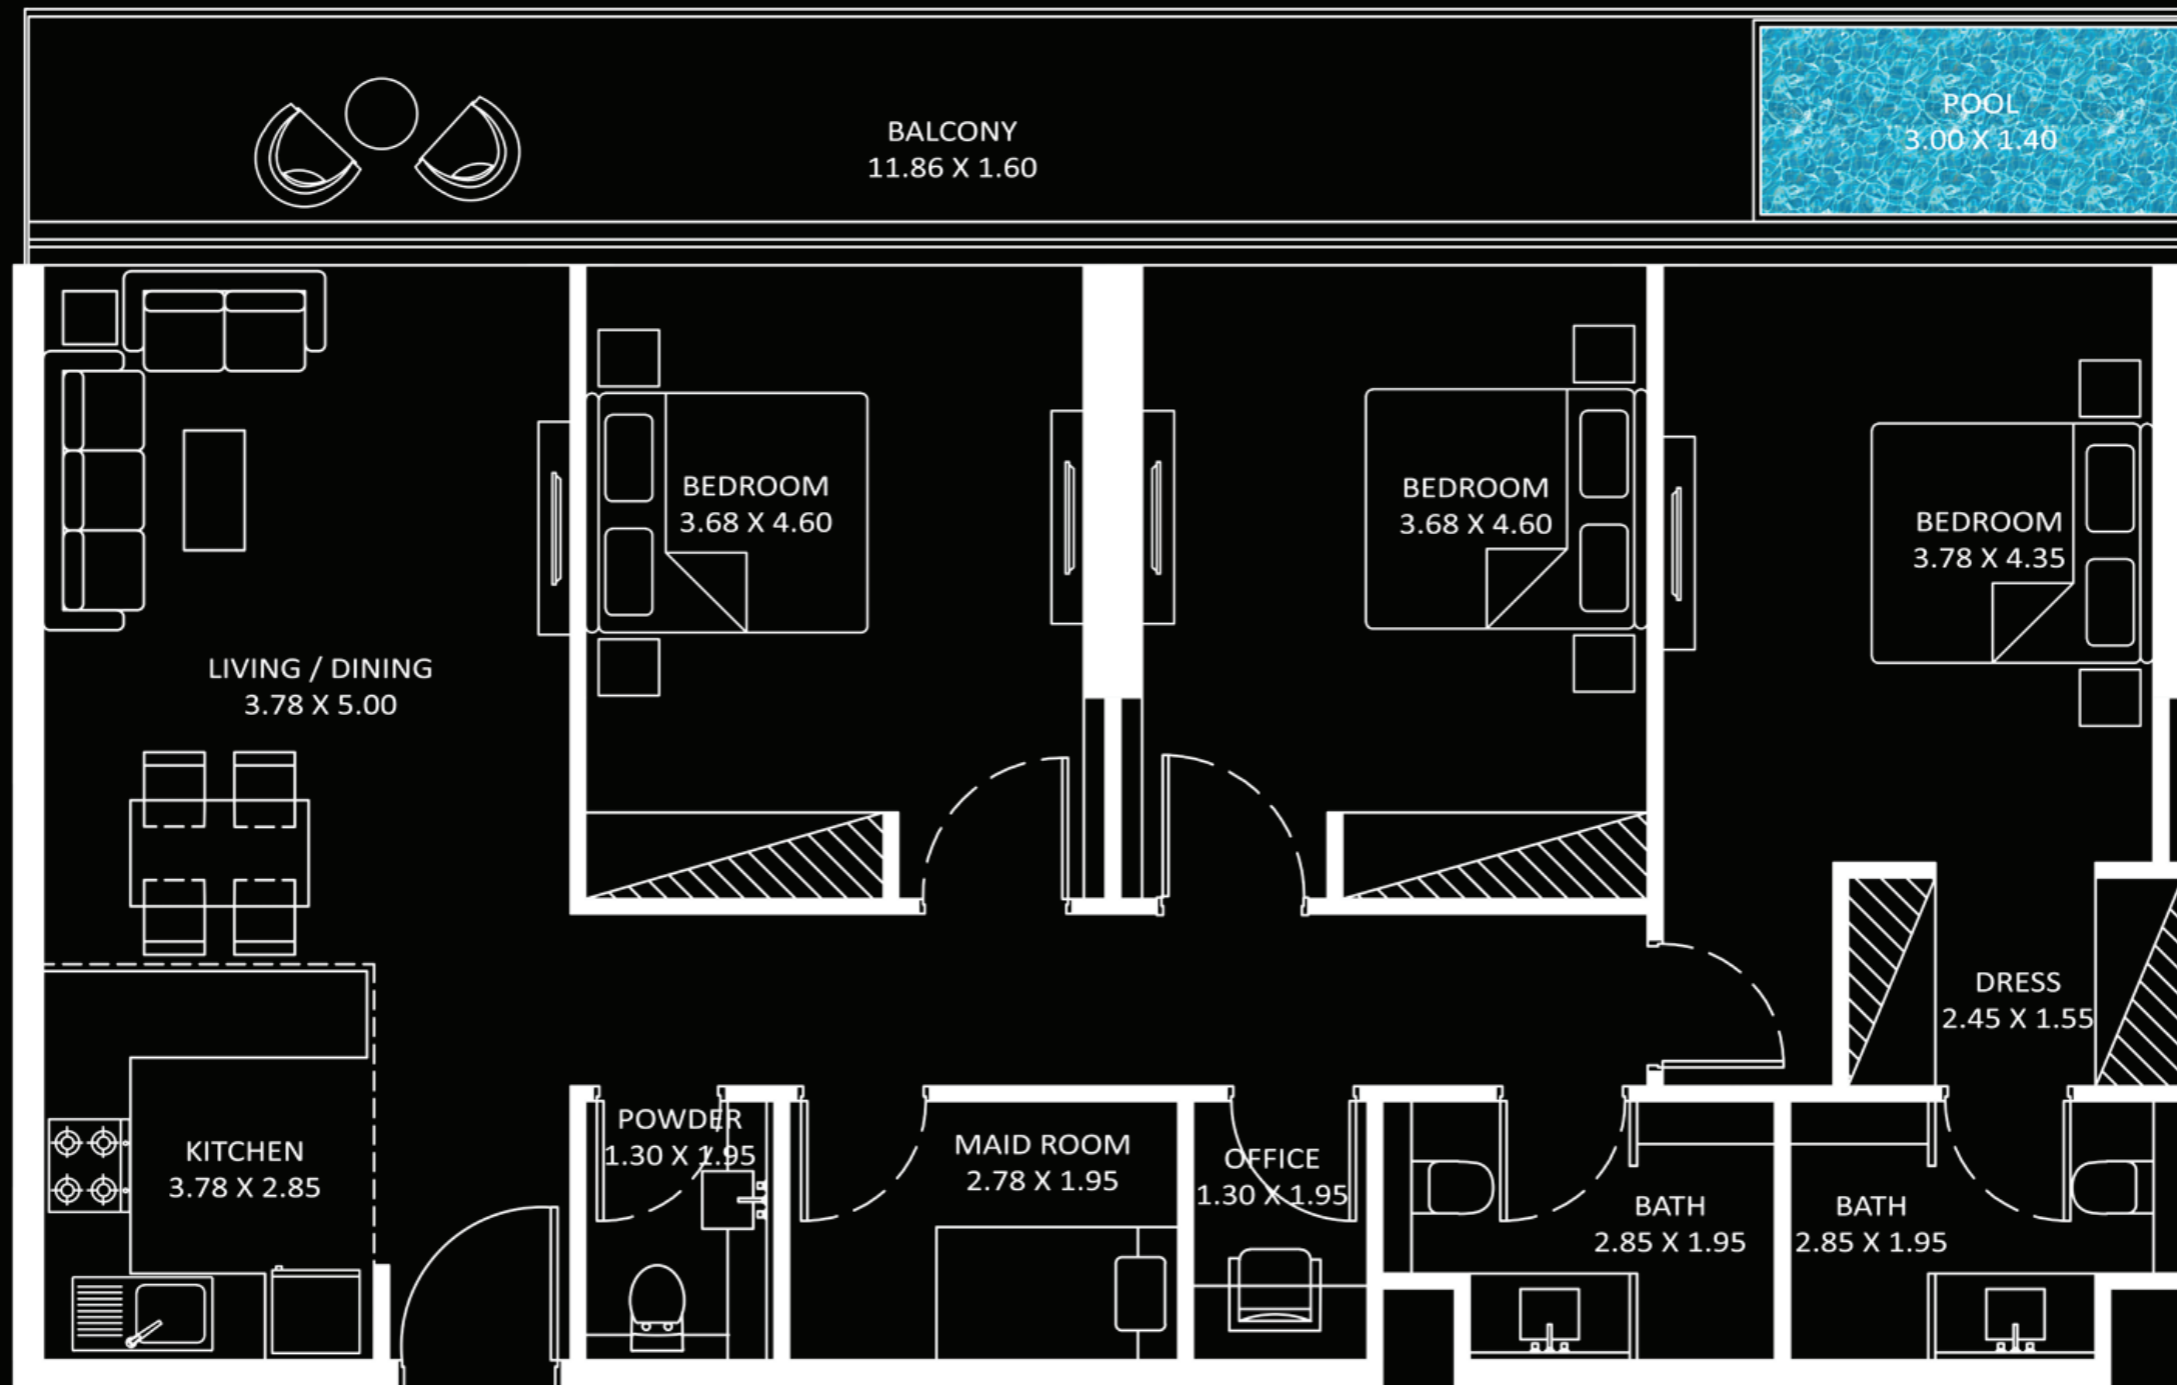 BALCONY
11.86 X 1.60
POOL
3.00 X 1.40
BEDROOM
3.68 X 4.60
BEDROOM
3.68 X 4.60
BEDROOM
3.78 X 4.35
LIVING / DINING
3.78 X 5.00
DRESS
2.45 X 1.55
KITCHEN
3.78 X 2.85
POWDER
1.30 X 1.95
MAID ROOM
2.78 X 1.95
OFFICE
1.30 X 1.95
BATH
2.85 X 1.95
BATH
2.85 X 1.95